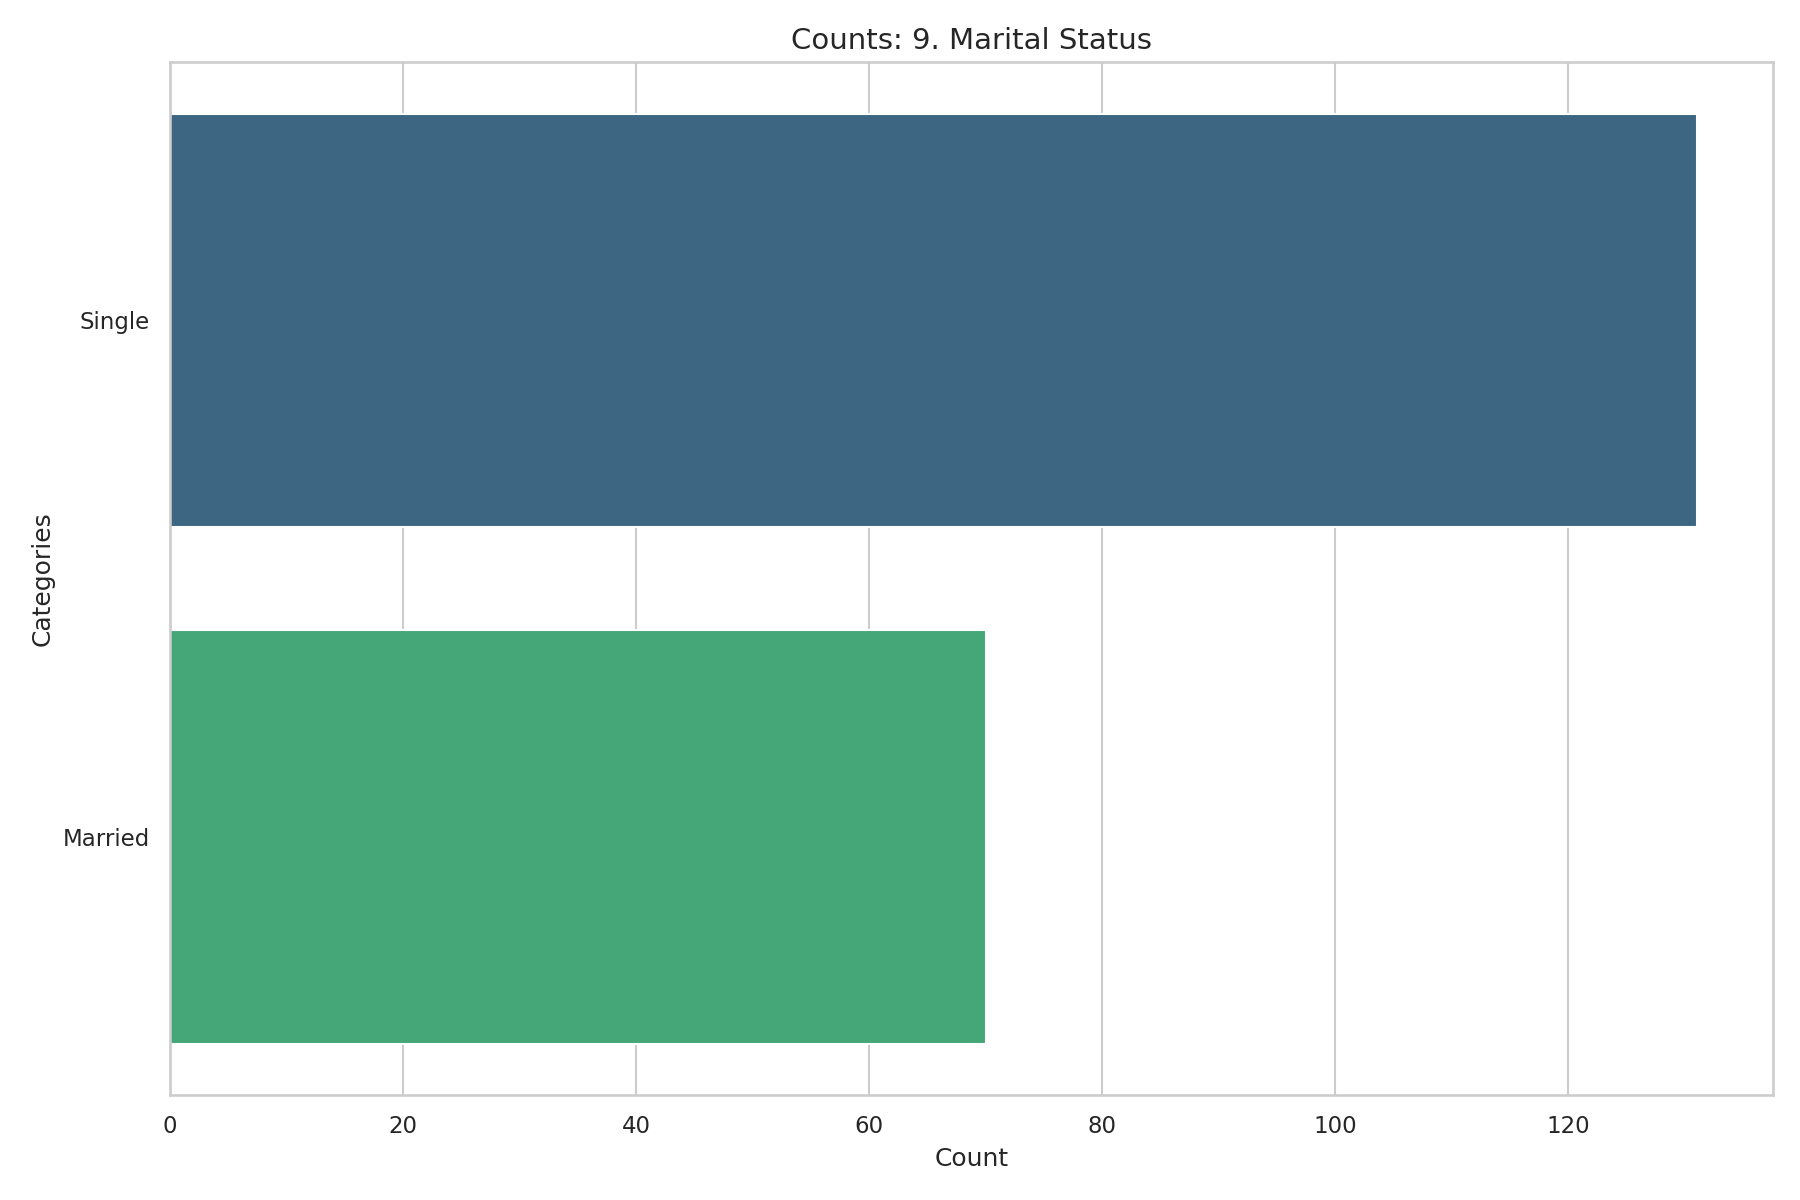 Counts: 9. Marital Status
Categories
Single
Married
0 20 40 60 80 100 120
Count